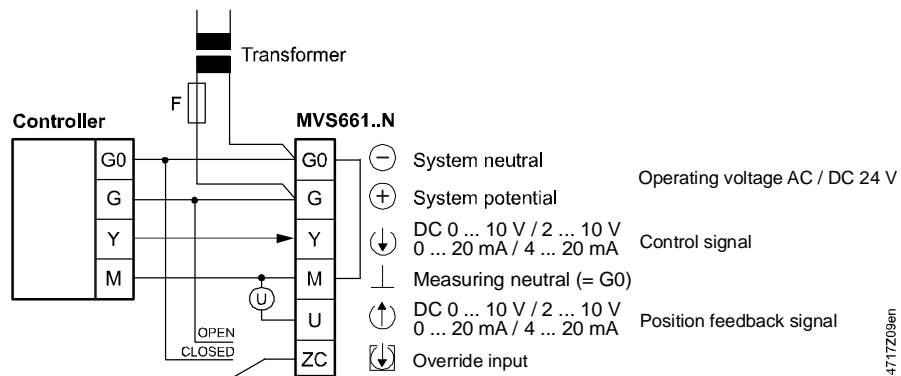 Transformer
F
Controller
MVS661..N
G0
G0
System neutral
Operating voltage AC / DC 24 V
G
G
System potential
Y
Y
DC 0 ... 10 V / 2 ... 10 V
0 ... 20 mA / 4 ... 20 mA
Control signal
M
M
Measuring neutral (= G0)
U
U
DC 0 ... 10 V / 2 ... 10 V
0 ... 20 mA / 4 ... 20 mA
Position feedback signal
OPEN
CLOSED
ZC
Override input
4717Z09en